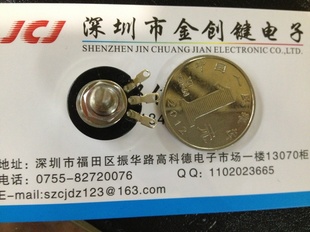 JCJ 深圳市金创键电子
SHENZHEN JIN CHUANG JIAN ELECTRONIC CO.,LTD
地址:深圳市福田区振华路高科德电子市场一楼13070柜
电话:0755-82720076 QQ:1102023665
E-mail:szcjdz123@163.com